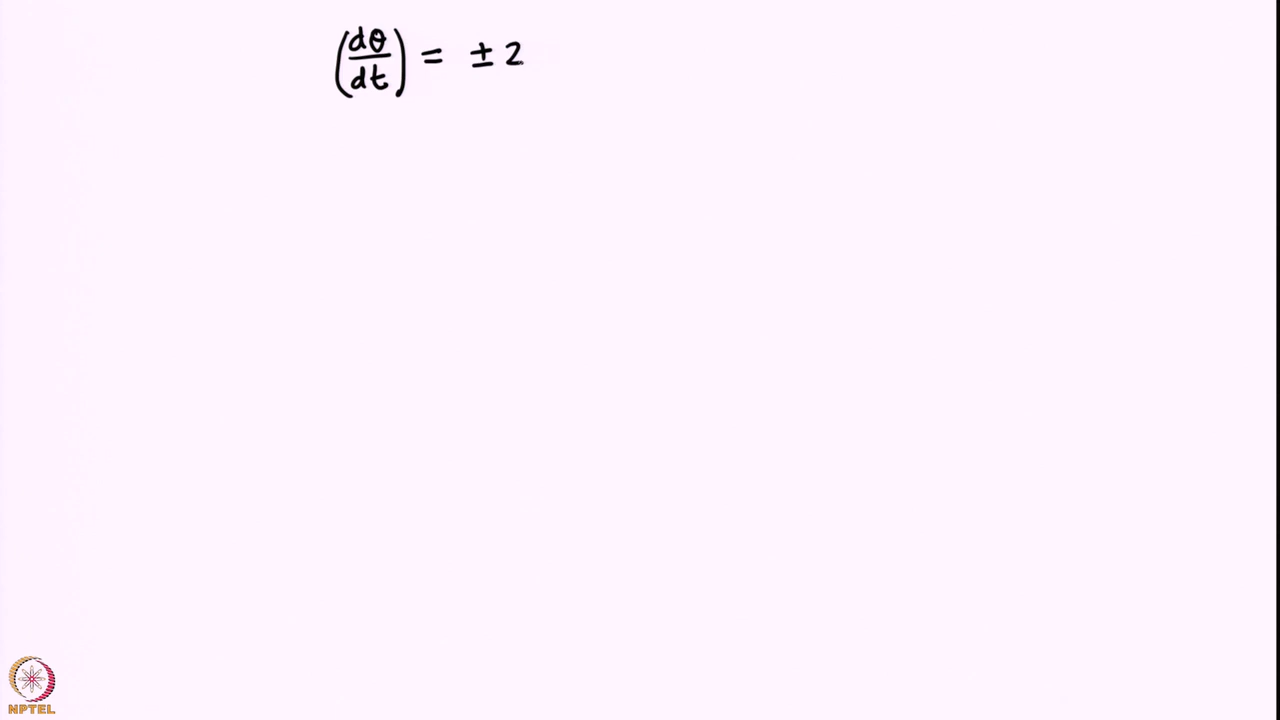 (dθ/dt) = ± 2
NPTEL